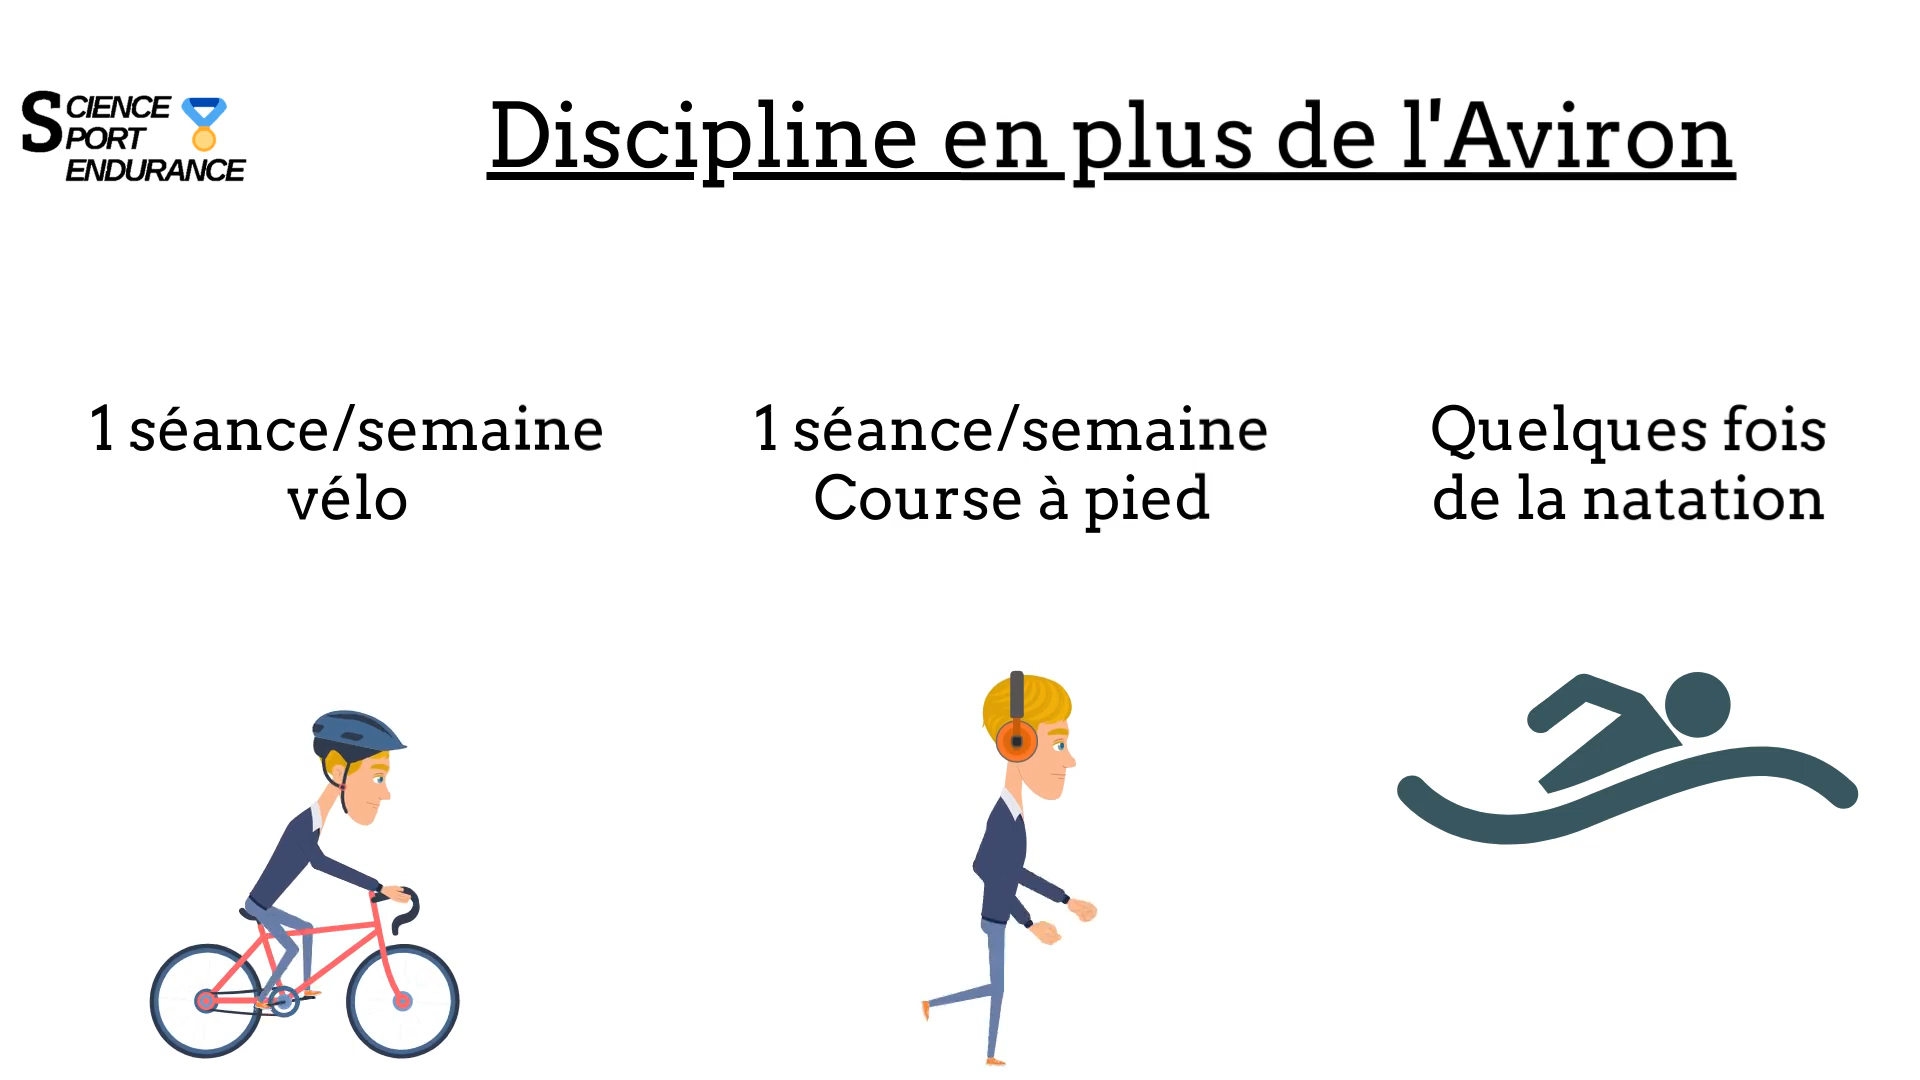 SCIENCE
SPORT
ENDURANCE
Discipline en plus de l'Aviron
1 séance/semaine
vélo
1 séance/semaine
Course à pied
Quelques fois
de la natation